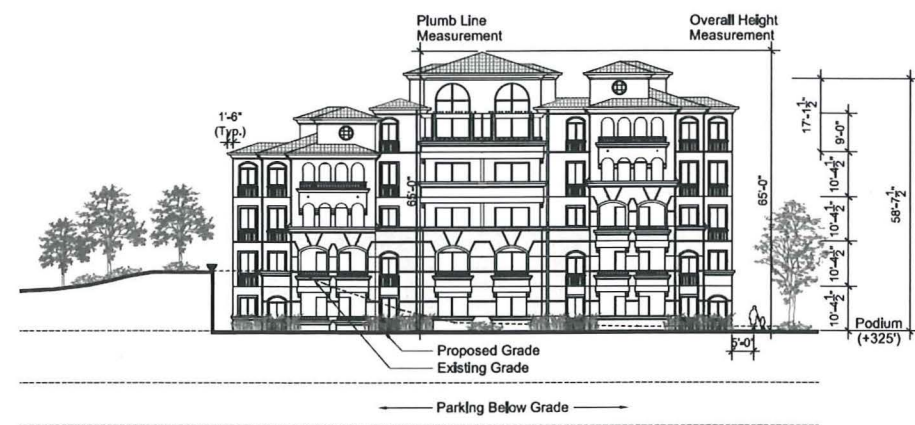 Plumb Line
Measurement
Overall Height
Measurement
1'-6"
(Typ.)
17'-1½"
9'-0"
10'-4½"
65'-0"
65'-0"
58'-7½"
10'-4½"
10'-4½"
10'-4½"
Podium
(+325')
5'-0"
Proposed Grade
Existing Grade
Parking Below Grade